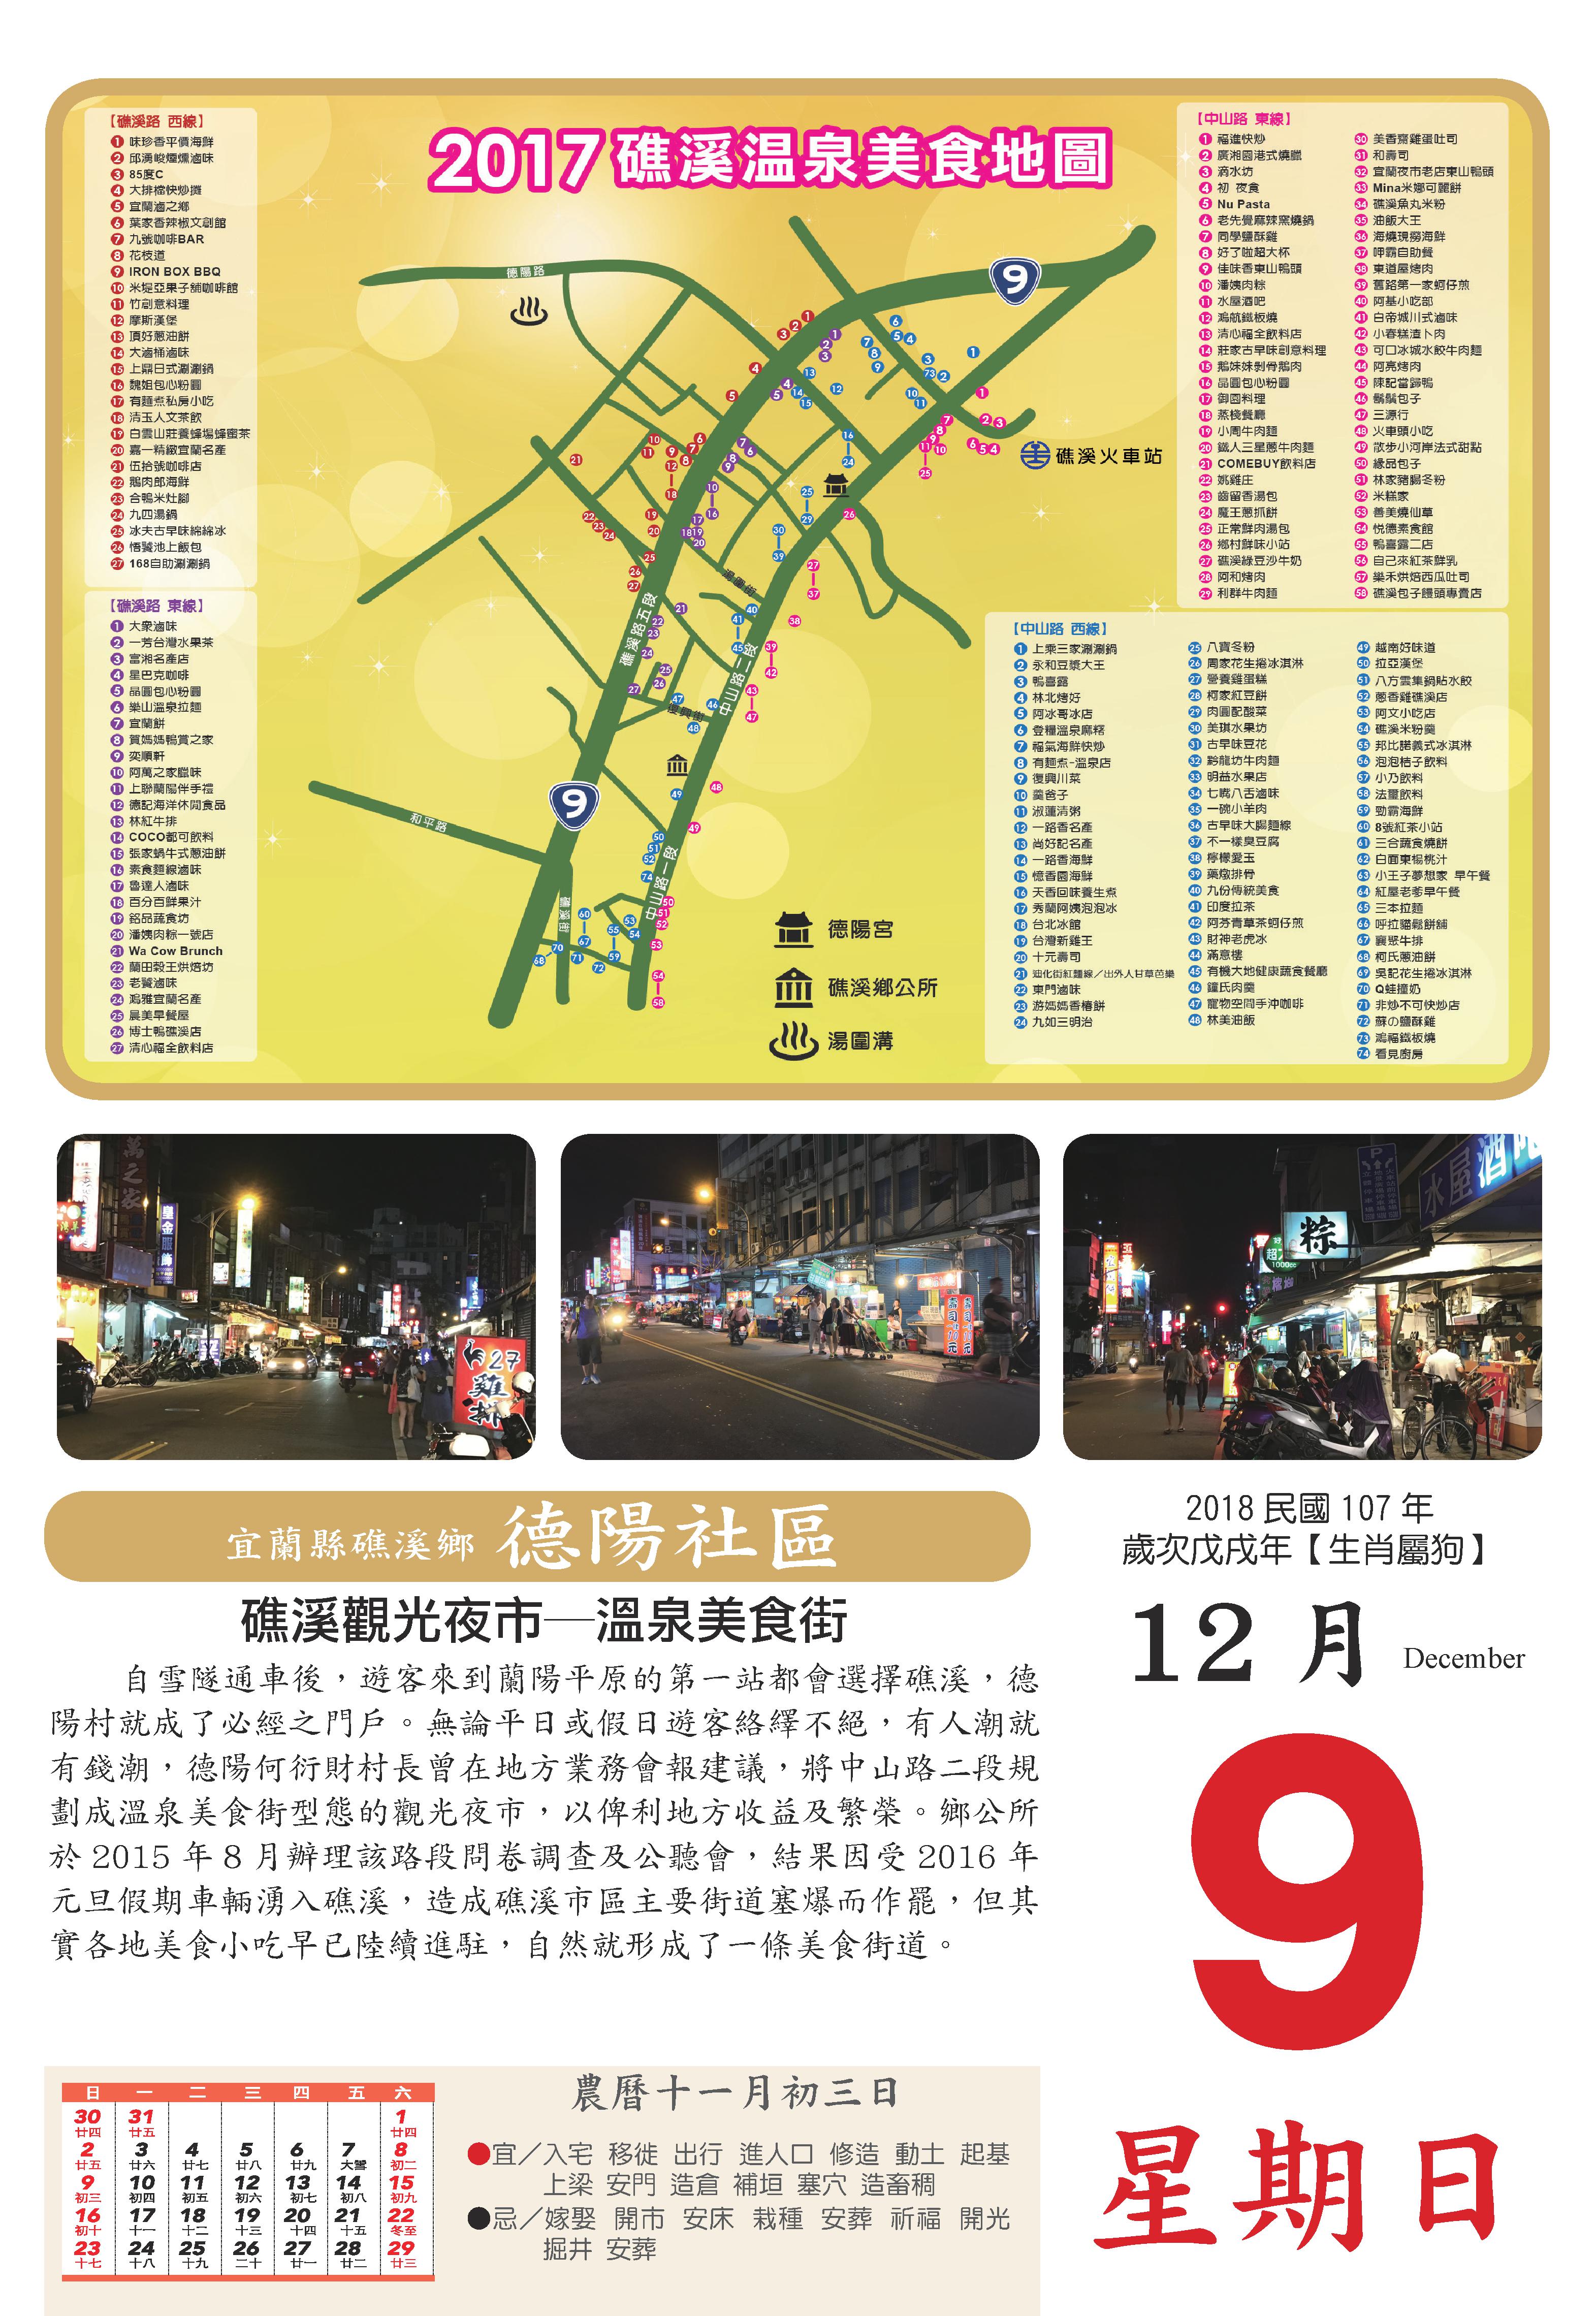 2017礁溪温泉美食地圖
【礁溪路 西線】
1 味珍香平價海鮮
2 邱湧峻煙燻滷味
3 85度C
4 大排檔快炒攤
5 宜蘭滷之鄉
6 葉家香辣椒文創館
7 九號咖啡BAR
8 花枝道
9 IRON BOX BBQ
10 米堤亞果子舖咖啡館
11 竹創意料理
12 摩斯漢堡
13 頂好蔥油餅
14 大滷桶滷味
15 上鼎日式涮涮鍋
16 魏姐包心粉圓
17 有麵煮私房小吃
18 清玉人文茶飲
19 白雲山莊養蜂場蜂蜜茶
20 嘉一精緻宜蘭名產
21 伍拾號咖啡店
22 鵝肉郎海鮮
23 合鴨米灶腳
24 九四湯鍋
25 冰夫古早味綿綿冰
26 悟饕池上飯包
27 168自助涮涮鍋
【礁溪路 東線】
1 大衆滷味
2 一芳台灣水果茶
3 富湘名產店
4 星巴克咖啡
5 晶圓包心粉圓
6 樂山溫泉拉麵
7 宜蘭餅
8 賀媽媽鴨賞之家
9 奕順軒
10 阿萬之家臘味
11 上聯蘭陽伴手禮
12 德記海洋休閒食品
13 林紅牛排
14 COCO都可飲料
15 張家蝸牛式蔥油餅
16 素食麵線滷味
17 魯達人滷味
18 百分百鮮果汁
19 銘品蔬食坊
20 潘姨肉粽一號店
21 Wa Cow Brunch
22 蘭田穀王烘焙坊
23 老饕滷味
24 鴻雅宜蘭名產
25 晨美早餐屋
26 博士鴨礁溪店
27 清心福全飲料店
【中山路 東線】
1 福進快炒
2 廣湘園港式燒臘
3 滴水坊
4 初 夜食
5 Nu Pasta
6 老先覺麻辣窯燒鍋
7 同學鹽酥雞
8 好了啦超大杯
9 佳味香東山鴨頭
10 潘姨肉粽
11 水屋酒吧
12 鴻航鐵板燒
13 清心福全飲料店
14 莊家古早味創意料理
15 鵝妹妹剝骨鵝肉
16 晶圓包心粉圓
17 御園料理
18 蒸棧餐廳
19 小周牛肉麵
20 鐵人三星蔥牛肉麵
21 COMEBUY飲料店
22 姚雞庄
23 齒留香湯包
24 魔王蔥抓餅
25 正常鮮肉湯包
26 鄉村鮮味小站
27 礁溪綠豆沙牛奶
28 阿和烤肉
29 利群牛肉麵
30 美香齋雞蛋吐司
31 和壽司
32 宜蘭夜市老店東山鴨頭
33 Mina米娜可麗餅
34 礁溪魚丸米粉
35 油飯大王
36 海燒現撈海鮮
37 呷霸自助餐
38 東道屋烤肉
39 舊路第一家蚵仔煎
40 阿基小吃部
41 白帝城川式滷味
42 小春糕渣卜肉
43 可口冰城水餃牛肉麵
44 阿亮烤肉
45 陳記當歸鴨
46 鬍鬚包子
47 三源行
48 火車頭小吃
49 散步小河岸法式甜點
50 緣品包子
51 林家豬腸冬粉
52 米糕家
53 善美燒仙草
54 悅德素食館
55 鴨喜露二店
56 自己來紅茶鮮乳
57 樂禾烘焙西瓜吐司
58 礁溪包子饅頭專賣店
【中山路 西線】
1 上乘三家涮涮鍋
2 永和豆漿大王
3 鴨喜露
4 林北烤好
5 阿冰哥冰店
6 登糧溫泉麻糬
7 福氣海鮮快炒
8 有麵煮-溫泉店
9 復興川菜
10 羹爸子
11 淑蓮清粥
12 一路香名產
13 尚好記名產
14 一路香海鮮
15 憶香園海鮮
16 天香回味養生煮
17 秀蘭阿姨泡泡冰
18 台北冰館
19 台灣新雞王
20 十元壽司
21 迪化街紅麵線／出外人甘草芭樂
22 東門滷味
23 游媽媽香椿餅
24 九如三明治
25 八寶冬粉
26 周家花生捲冰淇淋
27 營養雞蛋糕
28 柯家紅豆餅
29 肉圓配酸菜
30 美琪水果坊
31 古早味豆花
32 黔龍坊牛肉麵
33 明益水果店
34 七嘴八舌滷味
35 一碗小羊肉
36 古早味大腸麵線
37 不一樣臭豆腐
38 檸檬愛玉
39 藥燉排骨
40 九份傳統美食
41 印度拉茶
42 阿芬青草茶蚵仔煎
43 財神老虎冰
44 滿意樓
45 有機大地健康蔬食餐廳
46 鐘氏肉羹
47 寵物空間手沖咖啡
48 林美油飯
49 越南好味道
50 拉亞漢堡
51 八方雲集鍋貼水餃
52 蔥香雞礁溪店
53 阿文小吃店
54 礁溪米粉羹
55 邦比諾義式冰淇淋
56 泡泡桔子飲料
57 小乃飲料
58 法璽飲料
59 勁霸海鮮
60 8號紅茶小站
61 三合蔬食燒餅
62 白面東楊桃汁
63 小王子夢想家 早午餐
64 紅屋老爹早午餐
65 三本拉麵
66 呼拉貓鬆餅舖
67 襄聚牛排
68 柯氏蔥油餅
69 吳記花生捲冰淇淋
70 Q蛙撞奶
71 非炒不可快炒店
72 蘇の鹽酥雞
73 鴻福鐵板燒
74 看見廚房
德陽路
9
礁溪火車站
湯圍街
礁溪路五段
中山路二段
復興街
9
和平路
中山路一段
礁溪街
德陽宮
礁溪鄉公所
湯圍溝
萬之家
皇金服飾
27
雞排
P
水屋酒吧
粽
超大
1000cc
宜蘭縣礁溪鄉 德陽社區
礁溪觀光夜市—溫泉美食街
自雪隧通車後，遊客來到蘭陽平原的第一站都會選擇礁溪，德
陽村就成了必經之門戶。無論平日或假日遊客絡繹不絕，有人潮就
有錢潮，德陽何衍財村長曾在地方業務會報建議，將中山路二段規
劃成溫泉美食街型態的觀光夜市，以俾利地方收益及繁榮。鄉公所
於 2015 年 8 月辦理該路段問卷調查及公聽會，結果因受 2016 年
元旦假期車輛湧入礁溪，造成礁溪市區主要街道塞爆而作罷，但其
實各地美食小吃早已陸續進駐，自然就形成了一條美食街道。
2018 民國 107 年
歲次戊戌年【生肖屬狗】
12 月 December
9
星期日
日 一 二 三 四 五 六
30 31 1
廿四 廿五 廿四
2 3 4 5 6 7 8
廿五 廿六 廿七 廿八 廿九 大雪 初二
9 10 11 12 13 14 15
初三 初四 初五 初六 初七 初八 初九
16 17 18 19 20 21 22
初十 十一 十二 十三 十四 十五 冬至
23 24 25 26 27 28 29
十七 十八 十九 二十 廿一 廿二 廿三
農曆十一月初三日
●宜／入宅 移徙 出行 進人口 修造 動土 起基
上梁 安門 造倉 補垣 塞穴 造畜稠
●忌／嫁娶 開市 安床 栽種 安葬 祈福 開光
掘井 安葬